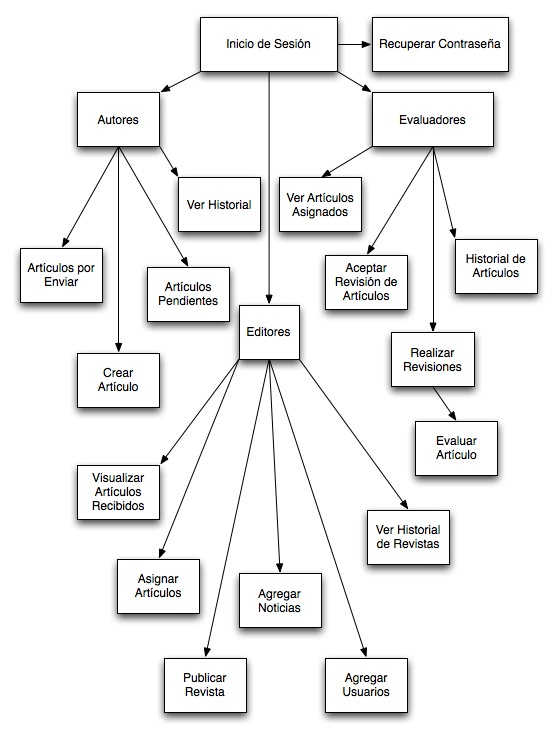 Inicio de Sesión
Recuperar Contraseña
Autores
Evaluadores
Ver Historial
Ver Artículos
Asignados
Artículos por
Enviar
Artículos
Pendientes
Aceptar
Revisión de
Artículos
Historial de
Artículos
Editores
Crear
Artículo
Realizar
Revisiones
Evaluar
Artículo
Visualizar
Artículos
Recibidos
Ver Historial
de Revistas
Asignar
Artículos
Agregar
Noticias
Publicar
Revista
Agregar
Usuarios